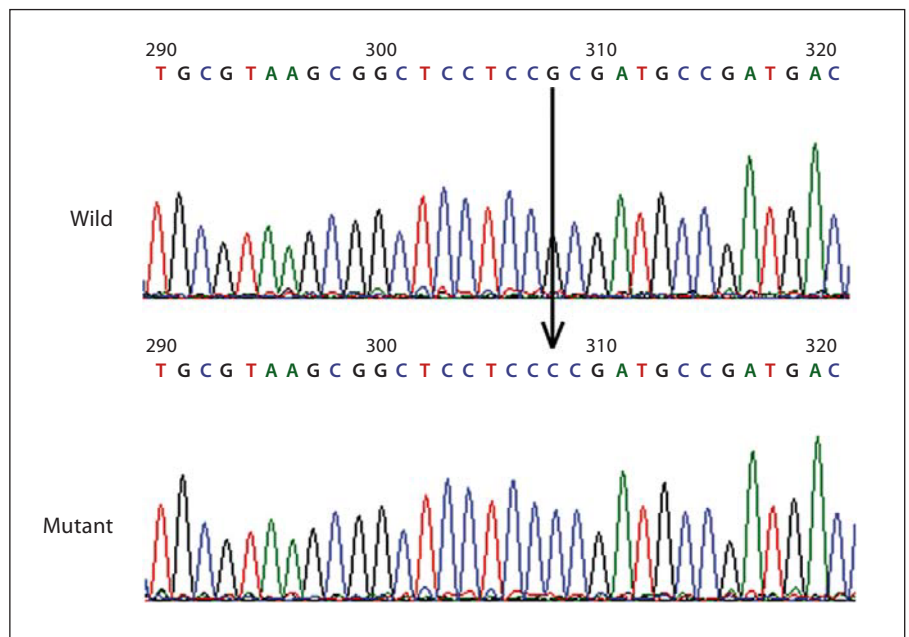 290 300 310 320
T G C G T A A G C G G C T C C T C C G C G A T G C C G A T G A C
Wild
290 300 310 320
T G C G T A A G C G G C T C C T C C C C G A T G C C G A T G A C
Mutant